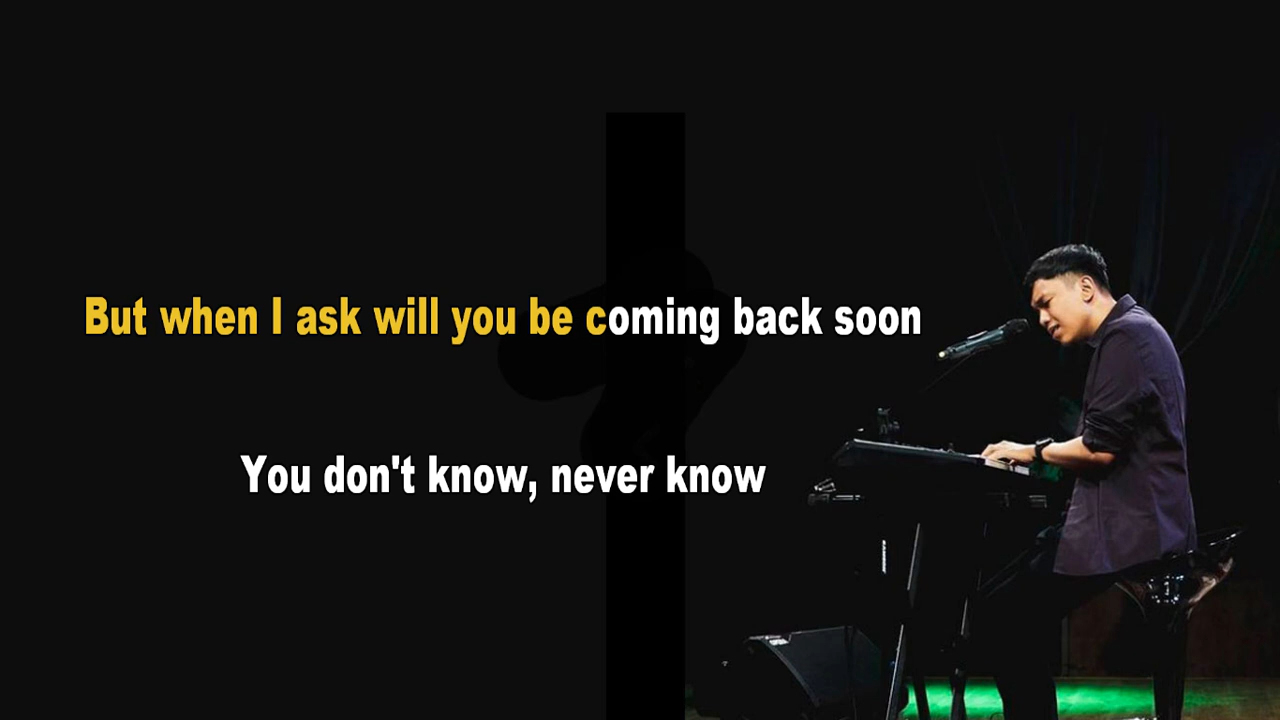 But when I ask will you be coming back soon
You don't know, never know